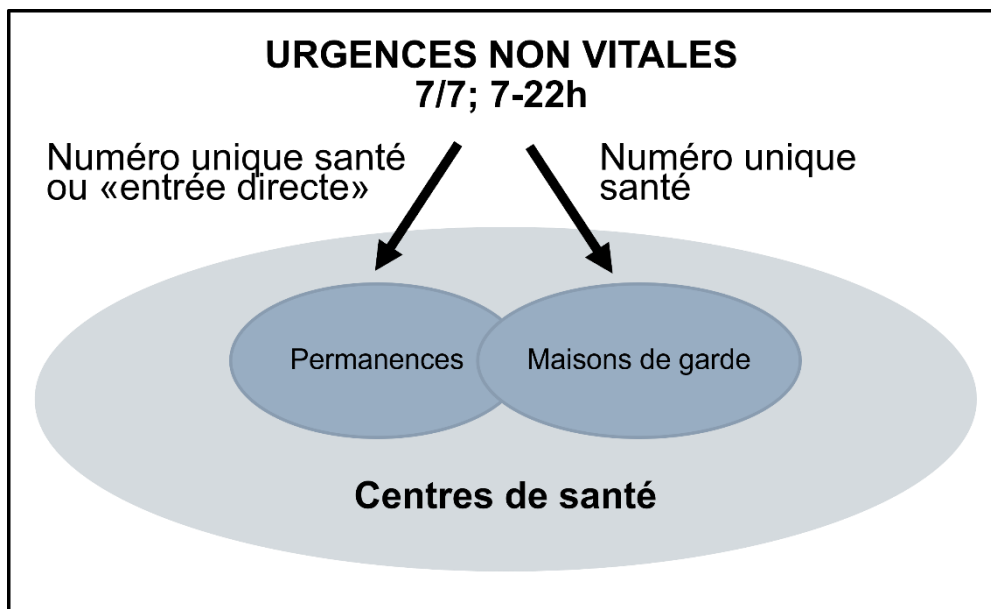 URGENCES NON VITALES
7/7; 7-22h
Numéro unique santé
ou «entrée directe»
Numéro unique
santé
Permanences
Maisons de garde
Centres de santé